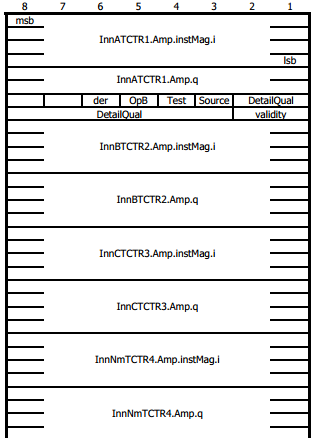 8 7 6 5 4 3 2 1
msb
InnATCTR1.Amp.instMag.i
lsb
InnATCTR1.Amp.q
der OpB Test Source DetailQual
DetailQual validity
InnBTCTR2.Amp.instMag.i
InnBTCTR2.Amp.q
InnCTCTR3.Amp.instMag.i
InnCTCTR3.Amp.q
InnNmTCTR4.Amp.instMag.i
InnNmTCTR4.Amp.q